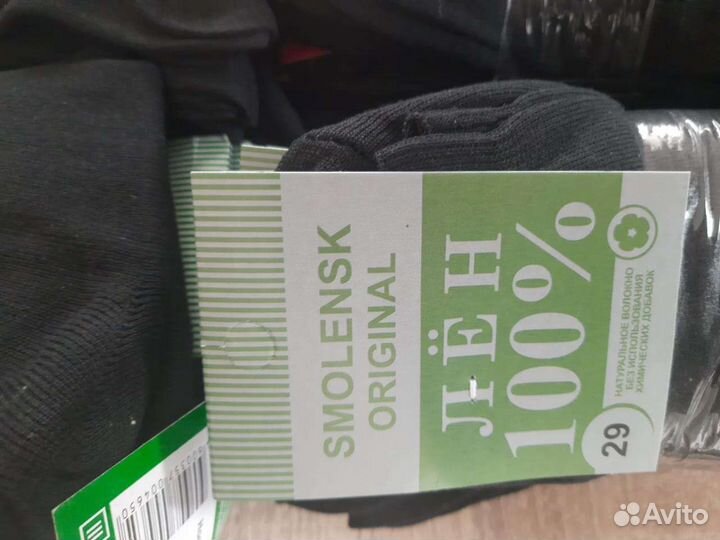 SMOLENSK
ORIGINAL
ЛЁН
100%
НАТУРАЛЬНОЕ ВОЛОКНО
БЕЗ ИСПОЛЬЗОВАНИЯ
ХИМИЧЕСКИХ ДОБАВОК
29
Avito